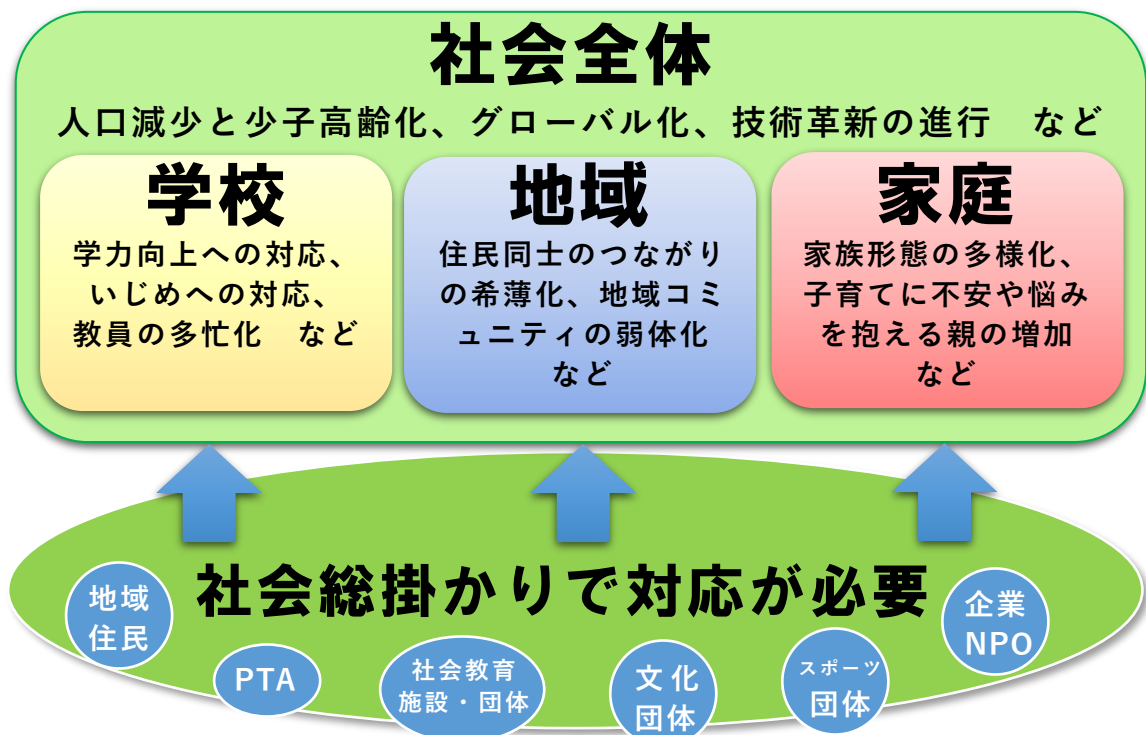 社会全体
人口減少と少子高齢化、グローバル化、技術革新の進行　など
学校
学力向上への対応、
いじめへの対応、
教員の多忙化　など
地域
住民同士のつながり
の希薄化、地域コミ
ュニティの弱体化
など
家庭
家族形態の多様化、
子育てに不安や悩み
を抱える親の増加
など
社会総掛かりで対応が必要
地域
住民
PTA
社会教育
施設・団体
文化
団体
スポーツ
団体
企業
NPO